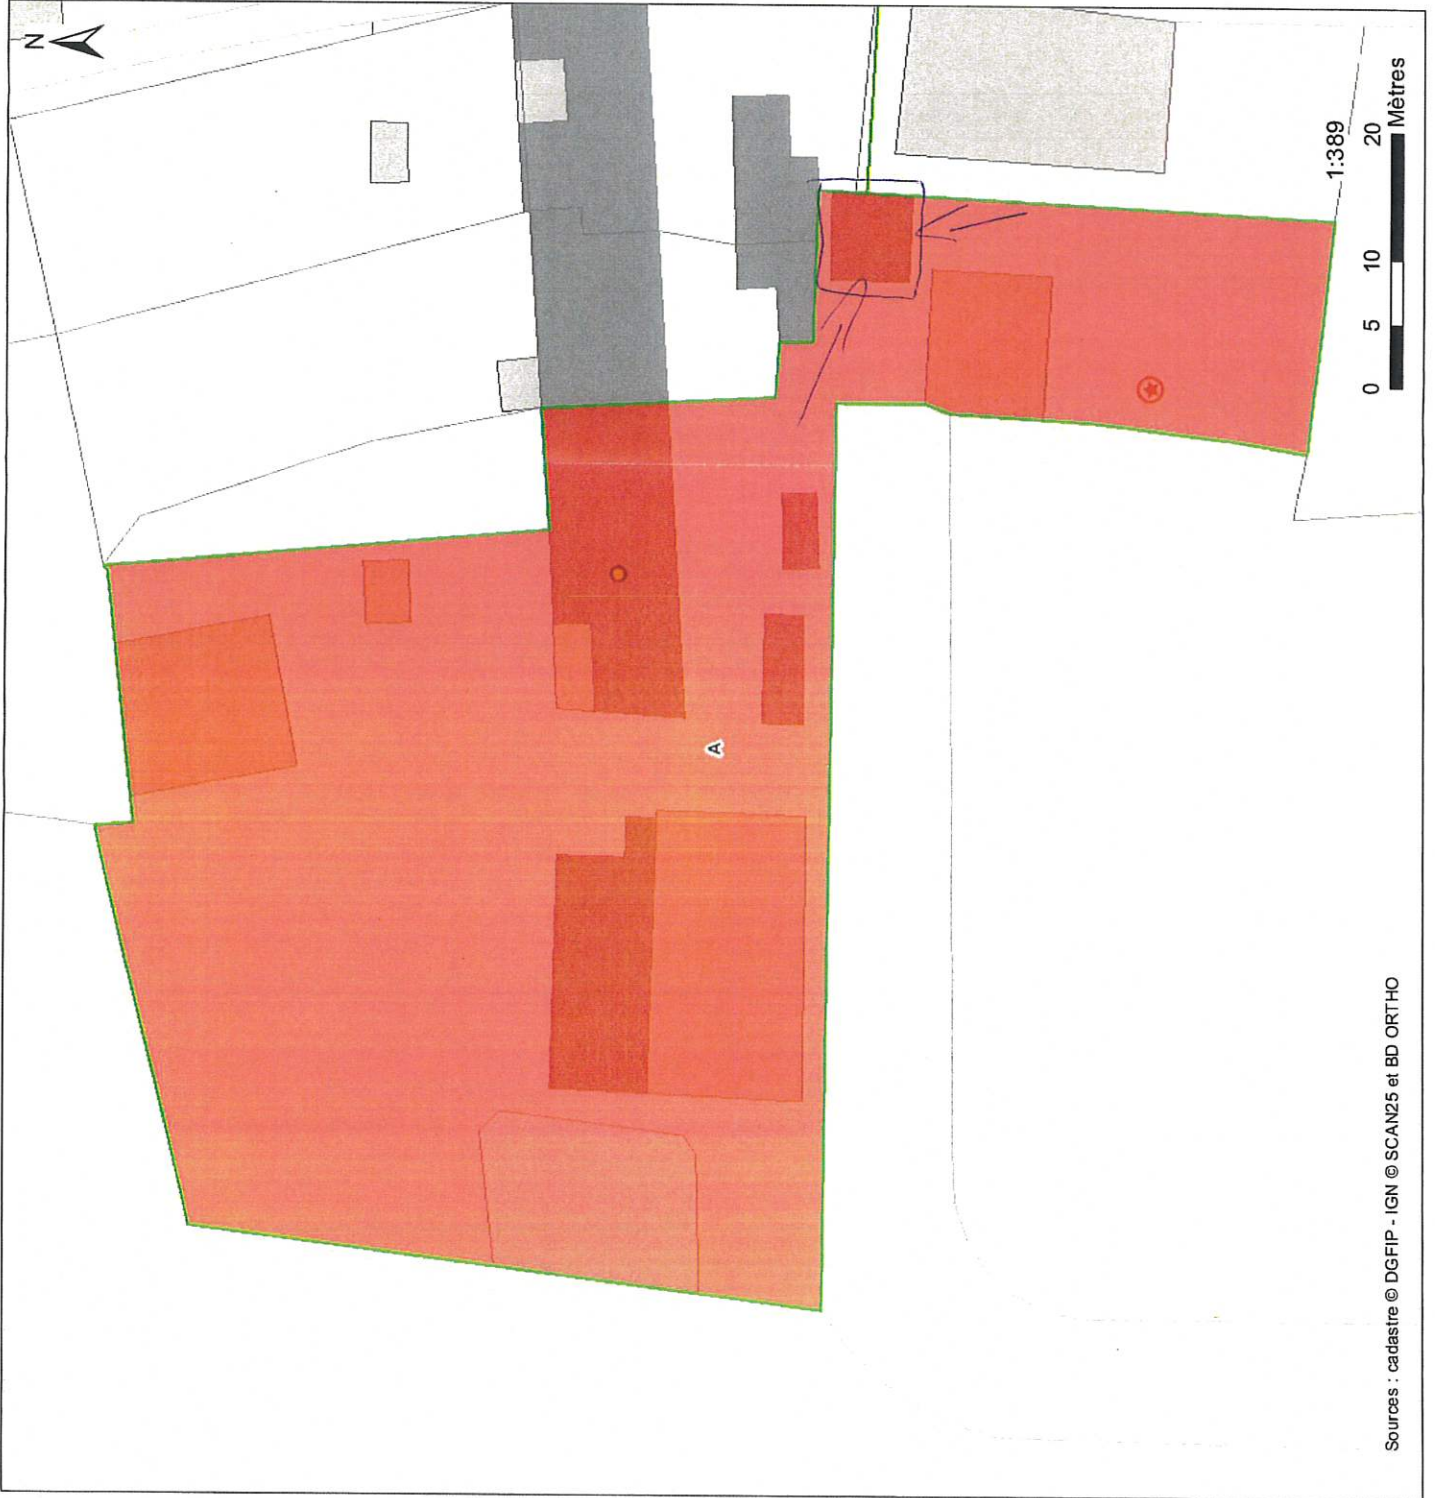 N
A
1:389
0 5 10 20
Mètres
Sources : cadastre © DGFIP - IGN © SCAN25 et BD ORTHO